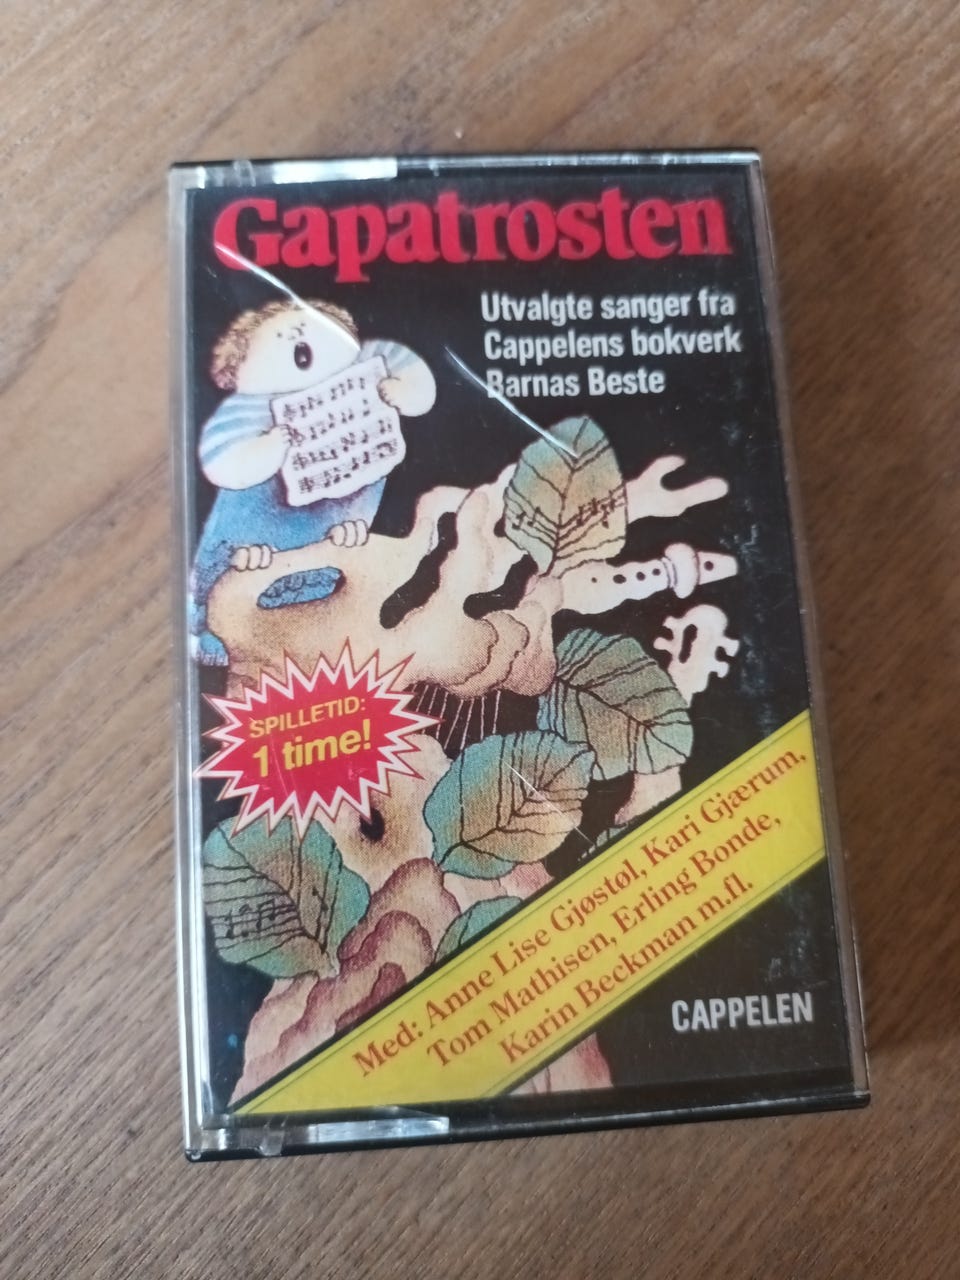 Gapatrosten
Utvalgte sanger fra
Cappelens bokverk
Barnas Beste
SPILLETID:
1 time!
Med: Anne Lise Gjøstøl, Kari Gjærum,
Tom Mathisen, Erling Bonde,
Karin Beckman m.fl.
CAPPELEN